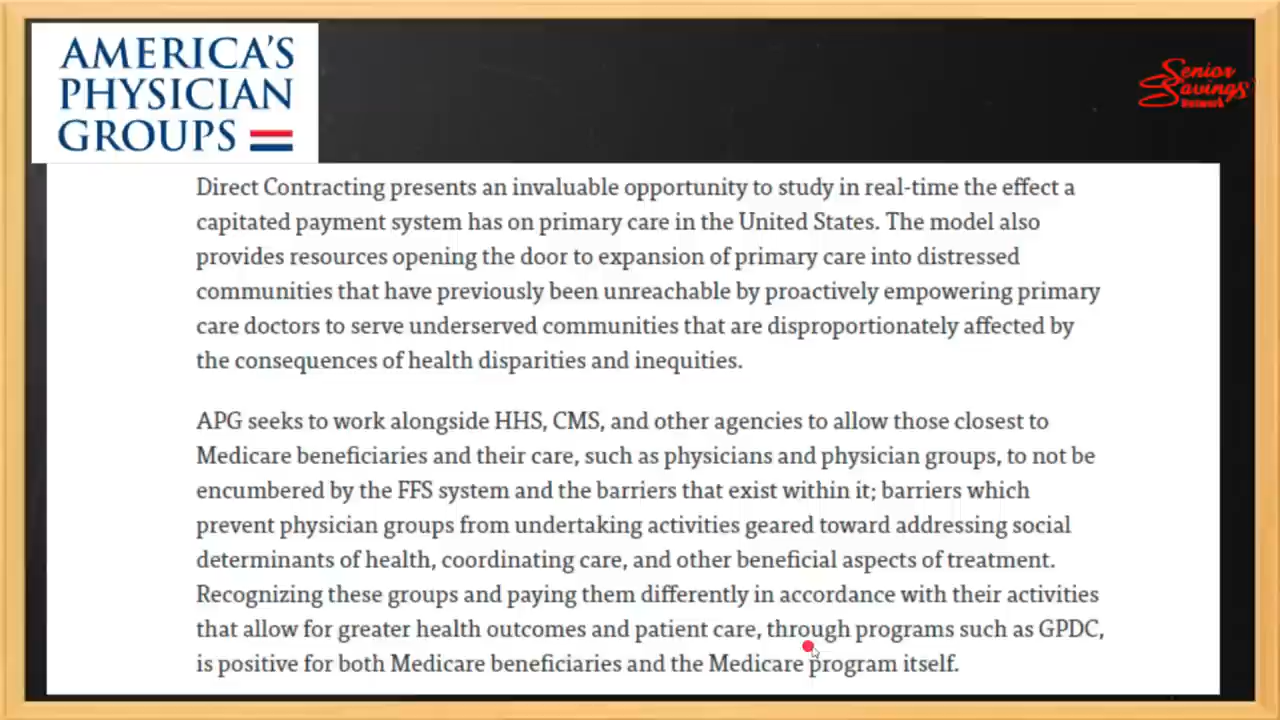 AMERICA'S
PHYSICIAN
GROUPS
Senior
Savings
Network
Direct Contracting presents an invaluable opportunity to study in real-time the effect a
capitated payment system has on primary care in the United States. The model also
provides resources opening the door to expansion of primary care into distressed
communities that have previously been unreachable by proactively empowering primary
care doctors to serve underserved communities that are disproportionately affected by
the consequences of health disparities and inequities.
APG seeks to work alongside HHS, CMS, and other agencies to allow those closest to
Medicare beneficiaries and their care, such as physicians and physician groups, to not be
encumbered by the FFS system and the barriers that exist within it; barriers which
prevent physician groups from undertaking activities geared toward addressing social
determinants of health, coordinating care, and other beneficial aspects of treatment.
Recognizing these groups and paying them differently in accordance with their activities
that allow for greater health outcomes and patient care, through programs such as GPDC,
is positive for both Medicare beneficiaries and the Medicare program itself.